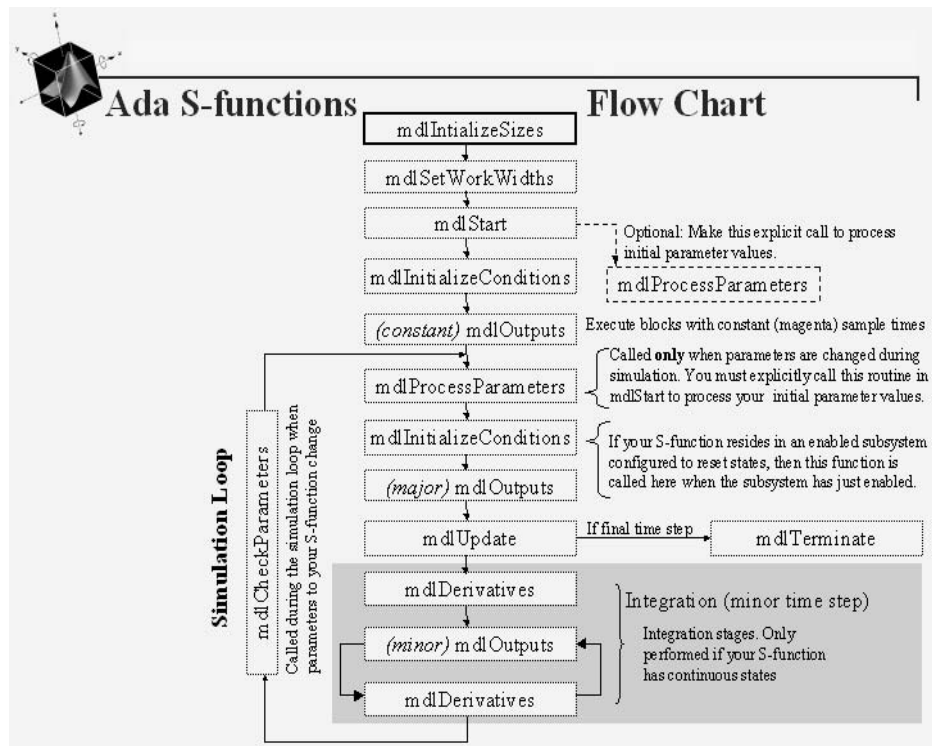 Ada S-functions Flow Chart
mdlIntializeSizes
mdlSetWorkWidths
mdlStart
Optional: Make this explicit call to process
initial parameter values.
mdlProcessParameters
mdlInitializeConditions
(constant) mdlOutputs
Execute blocks with constant (magenta) sample times
mdlProcessParameters
Called only when parameters are changed during
simulation. You must explicitly call this routine in
mdlStart to process your initial parameter values.
mdlInitializeConditions
If your S-function resides in an enabled subsystem
configured to reset states, then this function is
called here when the subsystem has just enabled.
(major) mdlOutputs
mdlUpdate
If final time step
mdlTerminate
Simulation Loop
mdlCheckParameters
Called during the simulation loop when
parameters to your S-function change
mdlDerivatives
(minor) mdlOutputs
mdlDerivatives
Integration (minor time step)
Integration stages. Only
performed if your S-function
has continuous states